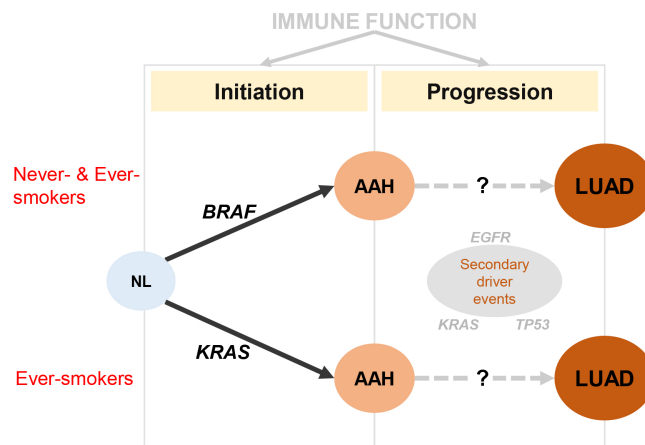 IMMUNE FUNCTION
Initiation
Progression
Never- & Ever-
smokers
AAH
?
LUAD
BRAF
EGFR
NL
Secondary
driver
events
KRAS
TP53
KRAS
Ever-smokers
AAH
?
LUAD